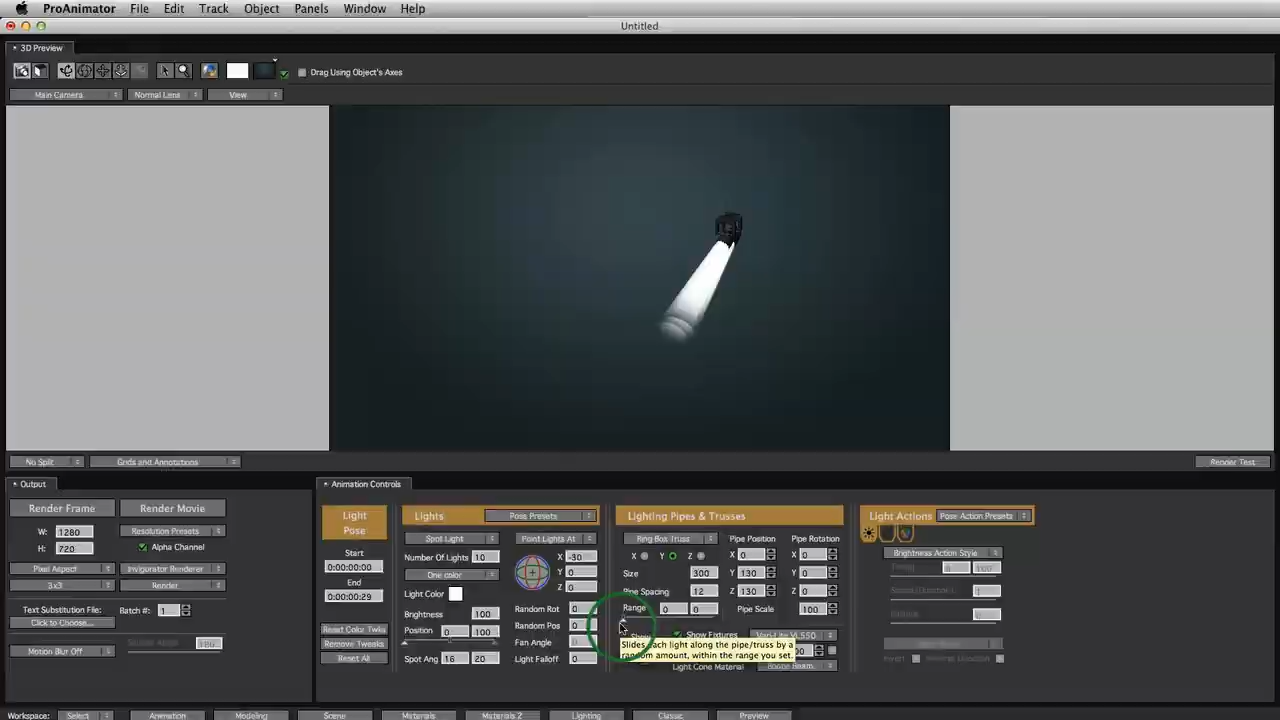 ProAnimator File Edit Track Object Panels Window Help
Untitled
3D Preview
Drag Using Object's Axes
Main Camera Normal Lens View
No Split Grids and Annotations Render Test
Output Animation Controls
Render Frame Render Movie
W: 1280 Resolution Presets
H: 720 Alpha Channel
Pixel Aspect Invigorator Renderer
3x3 Render
Text Substitution File: Batch #: 1
Click to Choose...
Motion Blur Off Shutter Angle 180
Light Pose
Start
0:00:00:00
End
0:00:00:29
Reset Color Twks
Remove Tweaks
Reset All
Lights Pose Presets
Spot Light Point Lights At
Number Of Lights 10 X -30
One color Y 0
Light Color Z 0
Brightness 100 Random Rot 0
Position 0 100 Random Pos 0
Fan Angle
Spot Ang 16 20 Light Falloff 0
Lighting Pipes & Trusses
Ring Box Truss Pipe Position Pipe Rotation
X Y Z X 0 X 0
Size 300 Y 130 Y 0
Pipe Spacing 12 Z 130 Z 0
Range 0 0 Pipe Scale 100
Show Fixtures Vari-Lite VL550
Slides each light along the pipe/truss by a
random amount, within the range you set.
Light Cone Material
Light Actions Pose Action Presets
Brightness Action Style
Workspace: Select Animation Modeling Scene Materials Materials 2 Lighting Classic Preview